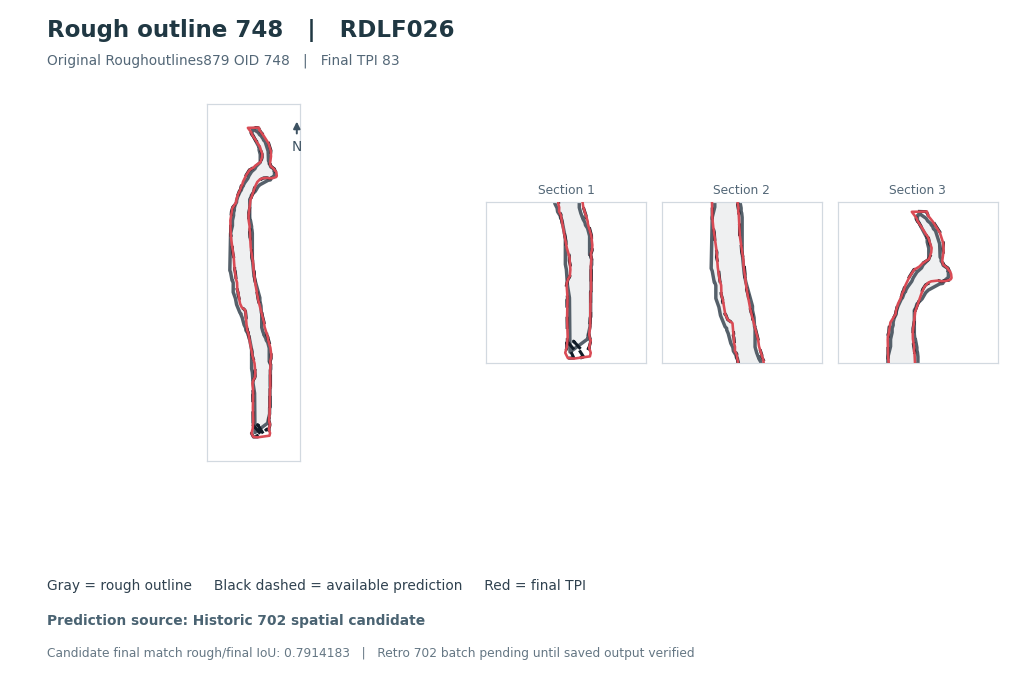 Rough outline 748   |   RDLF026
Original Roughoutlines879 OID 748   |   Final TPI 83
N
Section 1
Section 2
Section 3
Gray = rough outline     Black dashed = available prediction     Red = final TPI
Prediction source: Historic 702 spatial candidate
Candidate final match rough/final IoU: 0.7914183   |   Retro 702 batch pending until saved output verified